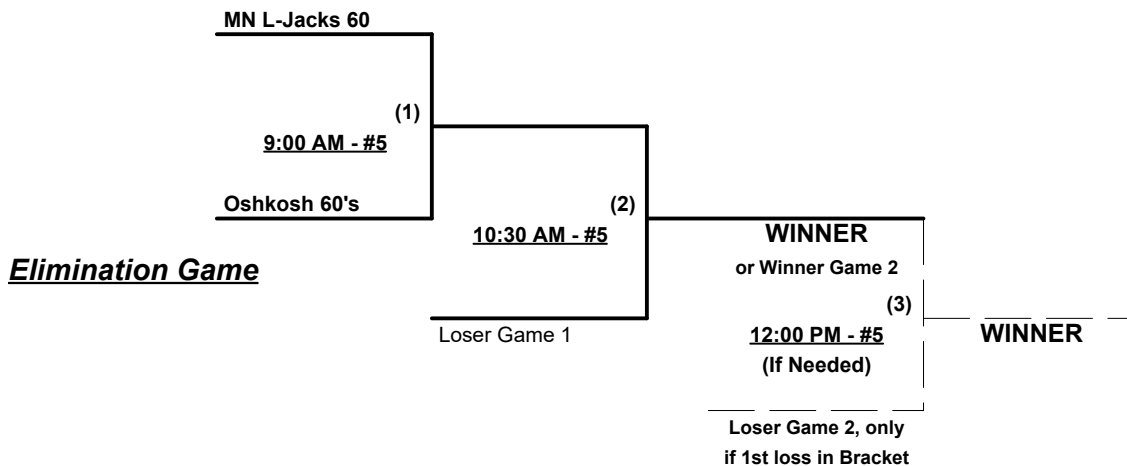 MN L-Jacks 60
(1)
9:00 AM - #5
Oshkosh 60's
(2)
10:30 AM - #5
WINNER
or Winner Game 2
Elimination Game
(3)
Loser Game 1
12:00 PM - #5
WINNER
(If Needed)
Loser Game 2, only
if 1st loss in Bracket